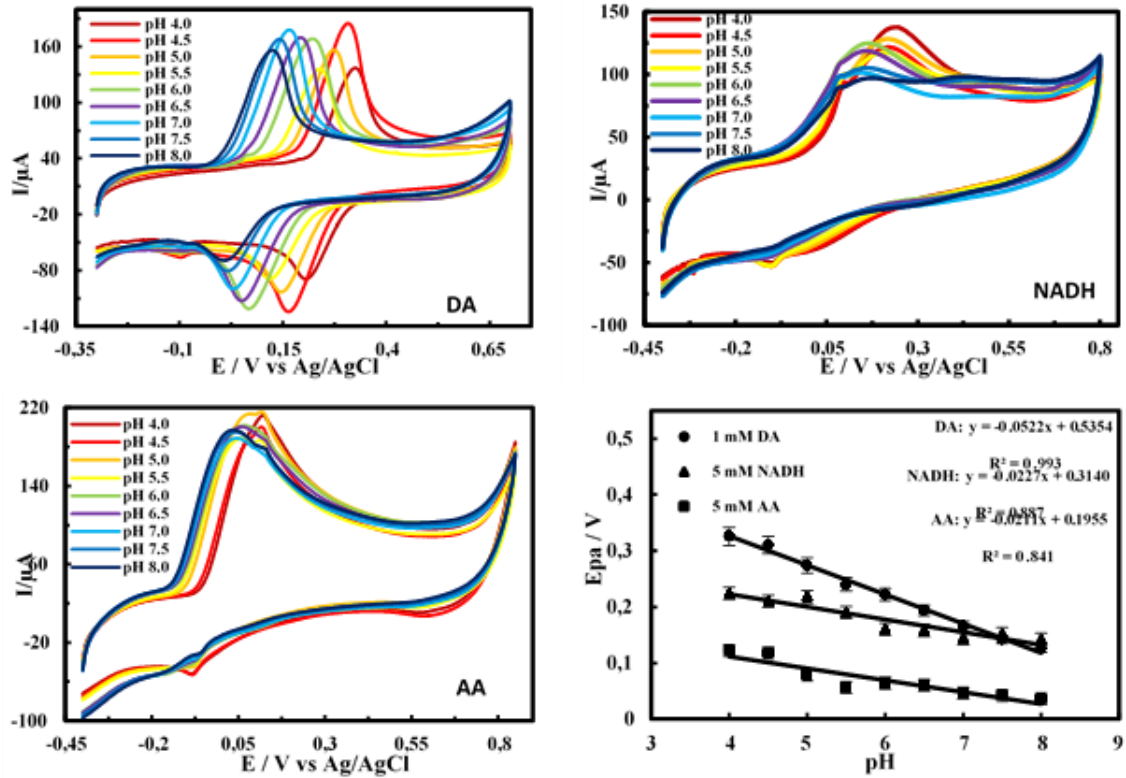 pH 4.0
pH 4.5
pH 5.0
pH 5.5
pH 6.0
pH 6.5
pH 7.0
pH 7.5
pH 8.0
160
100
40
-20
-80
-140
I/µA
DA
-0,35
-0,1
0,15
0,4
0,65
E / V vs Ag/AgCl
pH 4.0
pH 4.5
pH 5.0
pH 5.5
pH 6.0
pH 6.5
pH 7.0
pH 7.5
pH 8.0
150
100
50
0
-50
-100
I/µA
NADH
-0,45
-0,2
0,05
0,3
0,55
0,8
E / V vs Ag/AgCl
pH 4.0
pH 4.5
pH 5.0
pH 5.5
pH 6.0
pH 6.5
pH 7.0
pH 7.5
pH 8.0
220
140
60
-20
-100
I/µA
AA
-0,45
-0,2
0,05
0,3
0,55
0,8
E / V vs Ag/AgCl
0,5
0,4
0,3
0,2
0,1
0
Epa / V
1 mM DA
5 mM NADH
5 mM AA
DA: y = -0.0522x + 0.5354
R² = 0.993
NADH: y = -0.0227x + 0.3140
R² = 0.887
AA: y = -0.0211x + 0.1955
R² = 0.841
3
4
5
6
7
8
9
pH